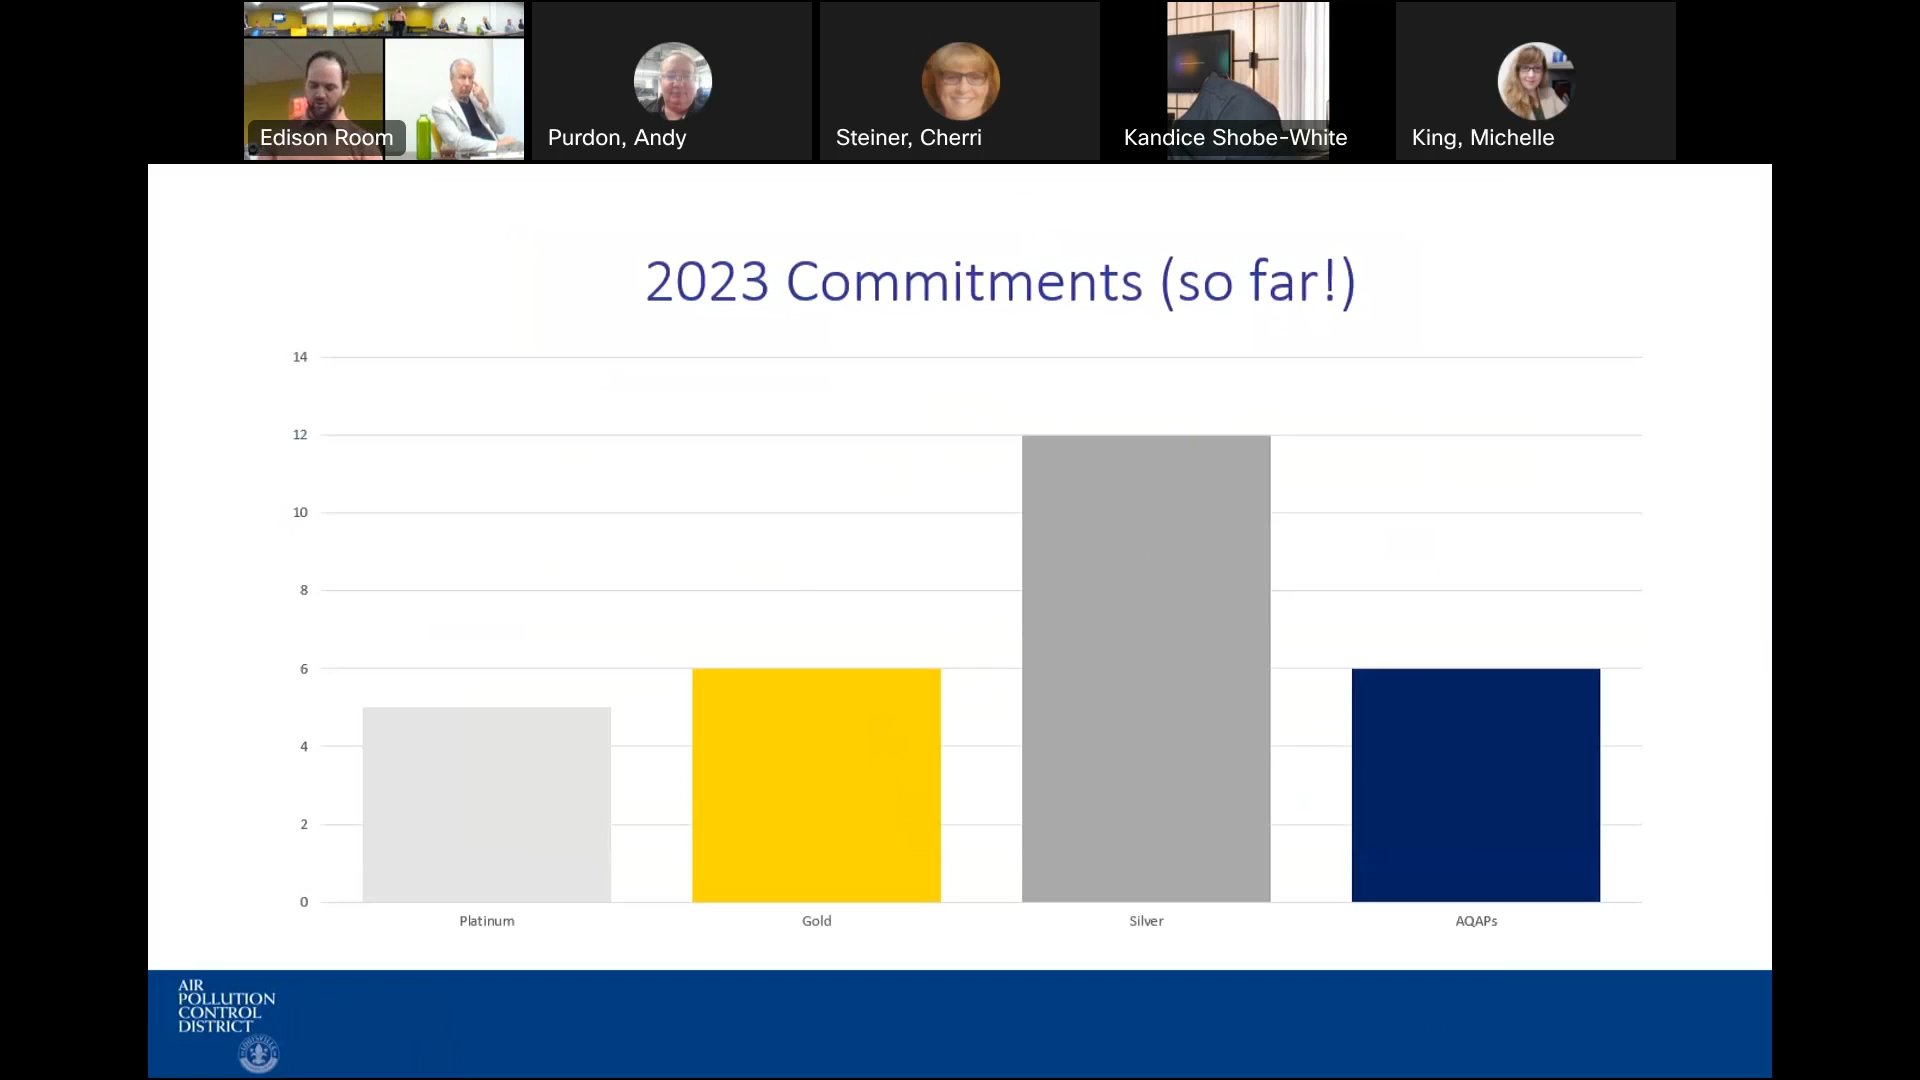 Edison Room
Purdon, Andy
Steiner, Cherri
Kandice Shobe-White
King, Michelle
2023 Commitments (so far!)
14
12
10
8
6
4
2
0
Platinum
Gold
Silver
AQAPs
AIR
POLLUTION
CONTROL
DISTRICT
LOUISVILLE